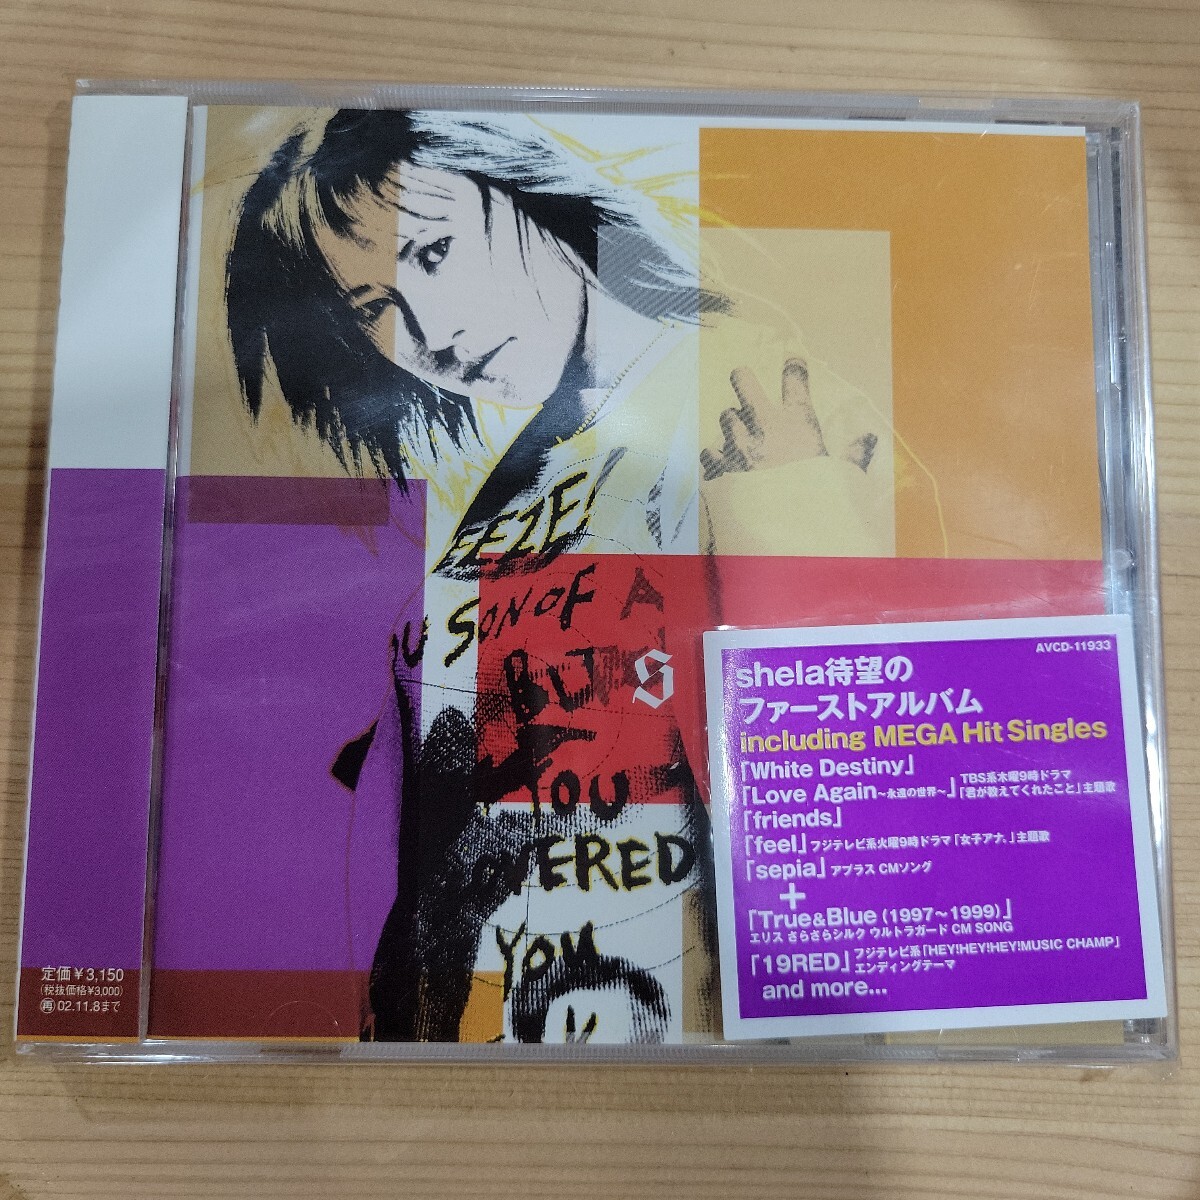 EEZE!
OU SON OF A
BIT
S
YOU
OVERED
YOU
定価¥3,150
(税抜価格¥3,000)
再 02.11.8まで
AVCD-11933
shela待望の
ファーストアルバム
including MEGA Hit Singles
「White Destiny」
「Love Again～永遠の世界～」TBS系木曜9時ドラマ「君が教えてくれたこと」主題歌
「friends」
「feel」フジテレビ系火曜9時ドラマ「女子アナ。」主題歌
「sepia」アプラス CMソング
+
「True&Blue (1997～1999)」
エリス さらさらシルク ウルトラガード CM SONG
「19RED」フジテレビ系「HEY!HEY!HEY!MUSIC CHAMP」エンディングテーマ
and more...